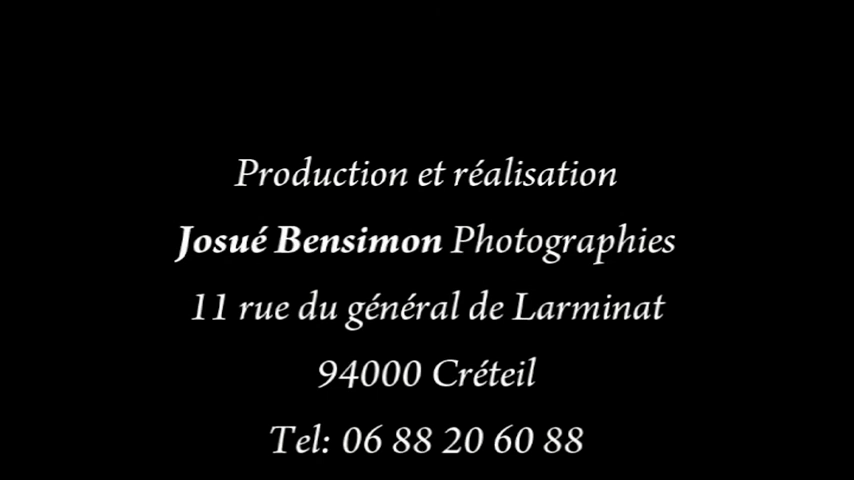 Production et réalisation
Josué Bensimon Photographies
11 rue du général de Larminat
94000 Créteil
Tel: 06 88 20 60 88